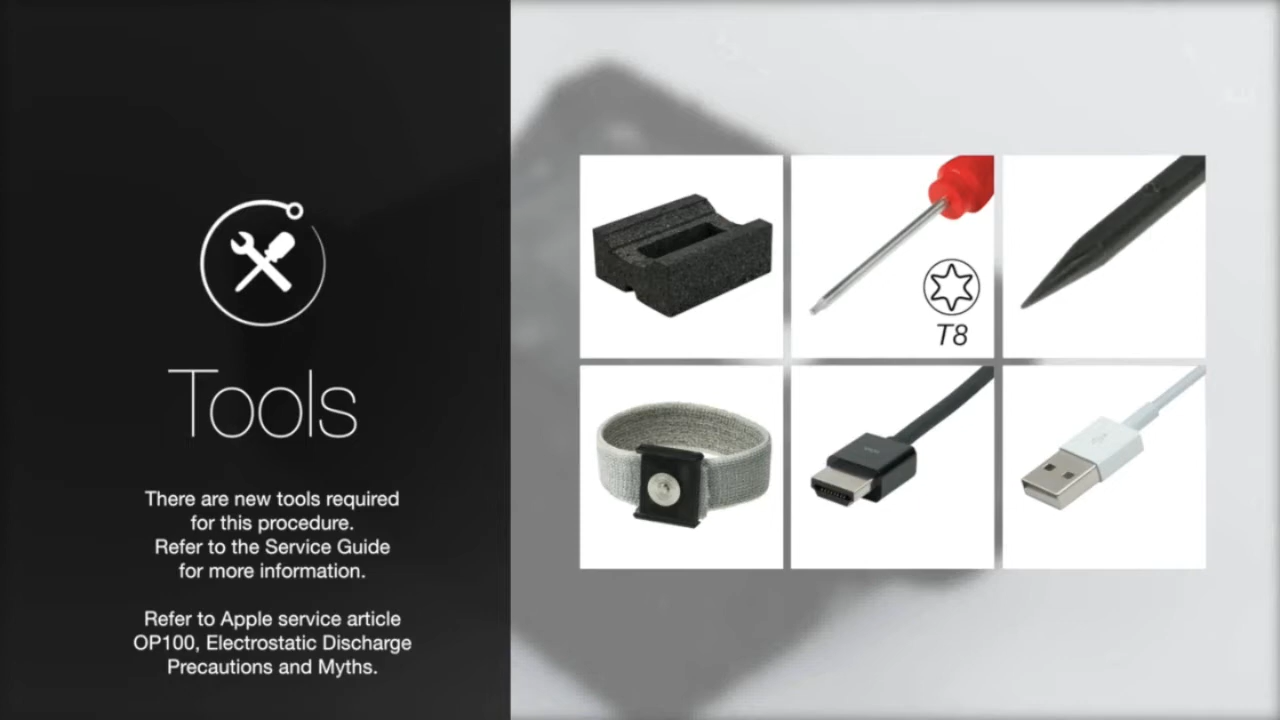 Tools
There are new tools required
for this procedure.
Refer to the Service Guide
for more information.
Refer to Apple service article
OP100, Electrostatic Discharge
Precautions and Myths.
T8